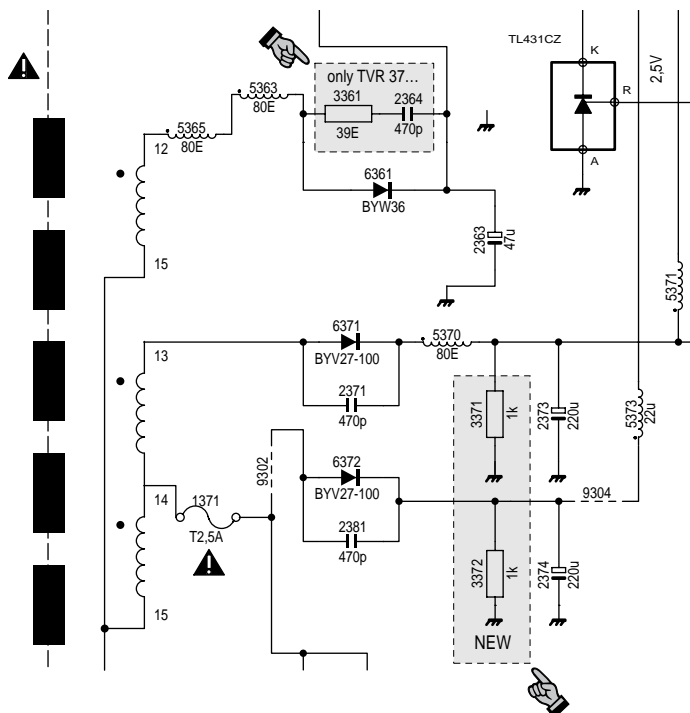 TL431CZ
K
R
A
2,5V
only TVR 37...
3361
39E
2364
470p
5363
80E
5365
80E
12
15
6361
BYW36
2363
47u
5371
13
6371
BYV27-100
2371
470p
5370
80E
3371
1k
2373
220u
5373
22u
9302
6372
BYV27-100
2381
470p
9304
14
1371
T2,5A
3372
1k
2374
220u
15
NEW